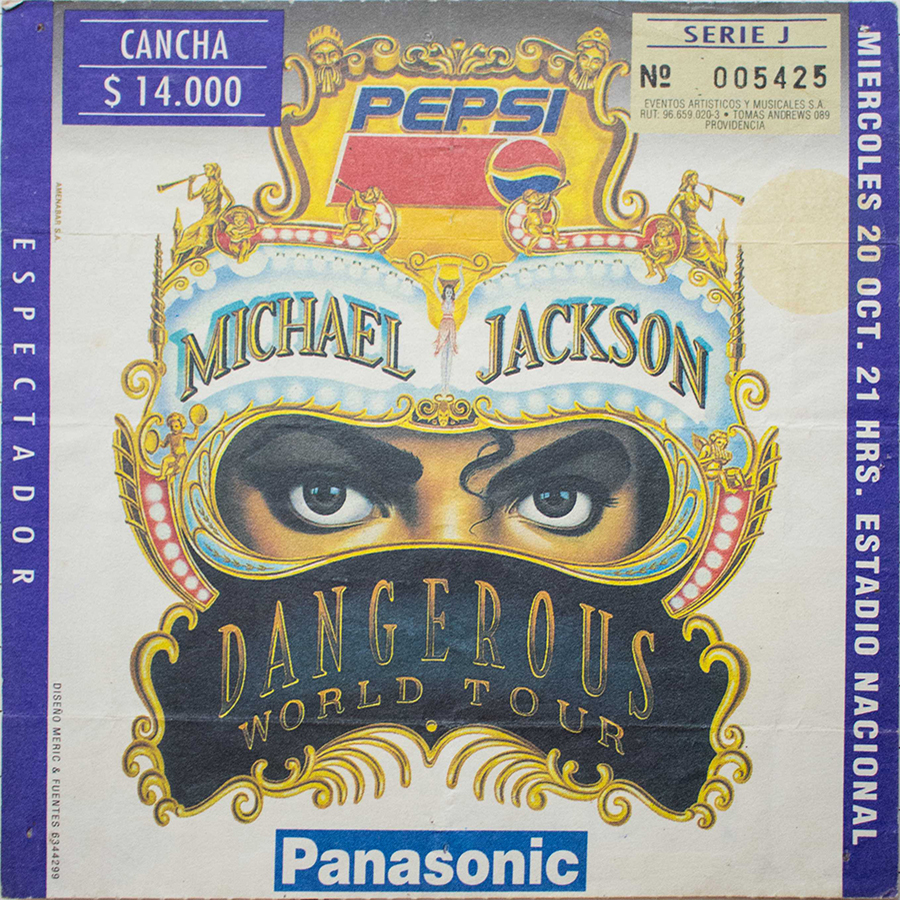 CANCHA
$ 14.000
SERIE J
Nº 005425
EVENTOS ARTISTICOS Y MUSICALES S.A.
RUT: 96.659.020-3 • TOMAS ANDREWS 089
PROVIDENCIA
PEPSI
MICHAEL JACKSON
DANGEROUS
WORLD TOUR
Panasonic
ESPECTADOR
AMENABAR S.A.
DISEÑO MERIC & FUENTES 6344299
MIERCOLES 20 OCT. 21 HRS. ESTADIO NACIONAL